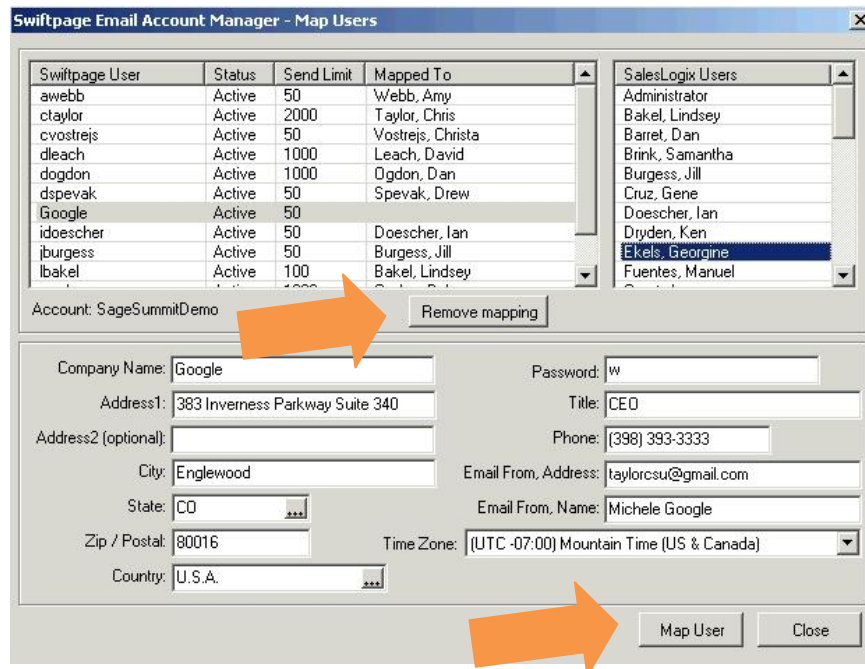 Swiftpage Email Account Manager - Map Users
Swiftpage User Status Send Limit Mapped To
awebb Active 50 Webb, Amy
ctaylor Active 2000 Taylor, Chris
cvostrejs Active 50 Vostrejs, Christa
dleach Active 1000 Leach, David
dogdon Active 1000 Ogdon, Dan
dspevak Active 50 Spevak, Drew
Google Active 50
idoescher Active 50 Doescher, Ian
jburgess Active 50 Burgess, Jill
lbakel Active 100 Bakel, Lindsey
SalesLogix Users
Administrator
Bakel, Lindsey
Barret, Dan
Brink, Samantha
Burgess, Jill
Cruz, Gene
Doescher, Ian
Dryden, Ken
Ekels, Georgine
Fuentes, Manuel
Account: SageSummitDemo
Remove mapping
Company Name: Google
Address1: 383 Inverness Parkway Suite 340
Address2 (optional):
City: Englewood
State: CO ...
Zip / Postal: 80016
Country: U.S.A. ...
Password: w
Title: CEO
Phone: (398) 393-3333
Email From, Address: taylorcsu@gmail.com
Email From, Name: Michele Google
Time Zone: (UTC -07:00) Mountain Time (US & Canada)
Map User Close